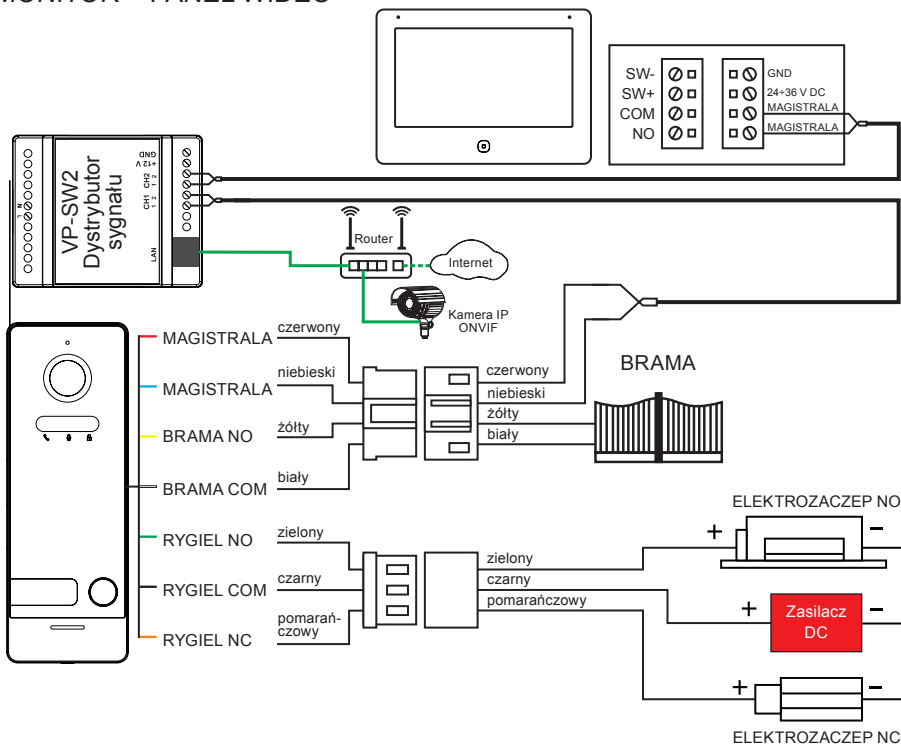 MONITOR - PANEL WIDEO
SW-
SW+
COM
NO
GND
24÷36 V DC
MAGISTRALA
MAGISTRALA
VP-SW2
Dystrybutor
sygnału
GND
+12 V
CH2
1 2
CH1
1 2
LAN
N
L
Router
Internet
Kamera IP
ONVIF
MAGISTRALA
czerwony
MAGISTRALA
niebieski
BRAMA NO
żółty
BRAMA COM
biały
RYGIEL NO
zielony
RYGIEL COM
czarny
RYGIEL NC
pomarań-
czowy
czerwony
niebieski
żółty
biały
BRAMA
zielony
czarny
pomarańczowy
ELEKTROZACZEP NO
+ −
+ −
Zasilacz
DC
+ −
ELEKTROZACZEP NC